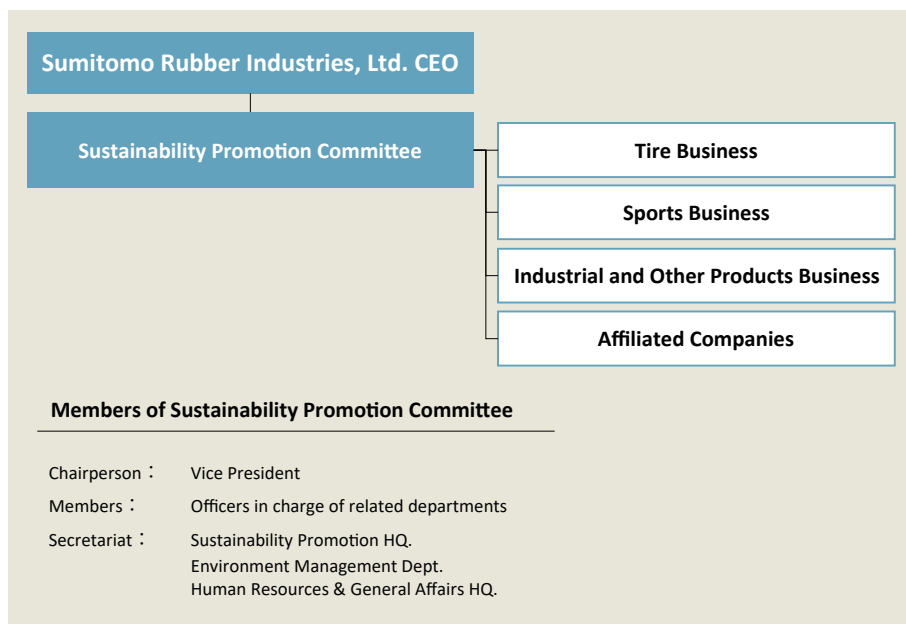 Sumitomo Rubber Industries, Ltd. CEO
Sustainability Promotion Committee
Tire Business
Sports Business
Industrial and Other Products Business
Affiliated Companies
Members of Sustainability Promotion Committee
Chairperson： Vice President
Members： Officers in charge of related departments
Secretariat： Sustainability Promotion HQ.
Environment Management Dept.
Human Resources & General Affairs HQ.